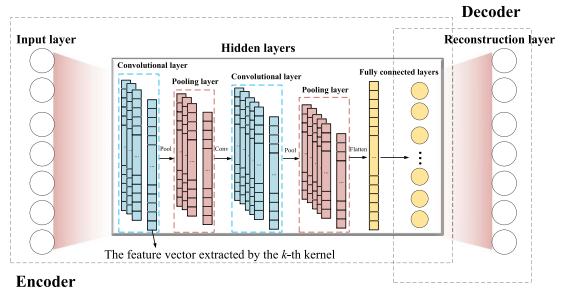 Decoder
Input layer
Hidden layers
Reconstruction layer
Convolutional layer
Pooling layer
Convolutional layer
Pooling layer
Fully connected layers
Pool
Conv
Pool
Flatten
The feature vector extracted by the k-th kernel
Encoder